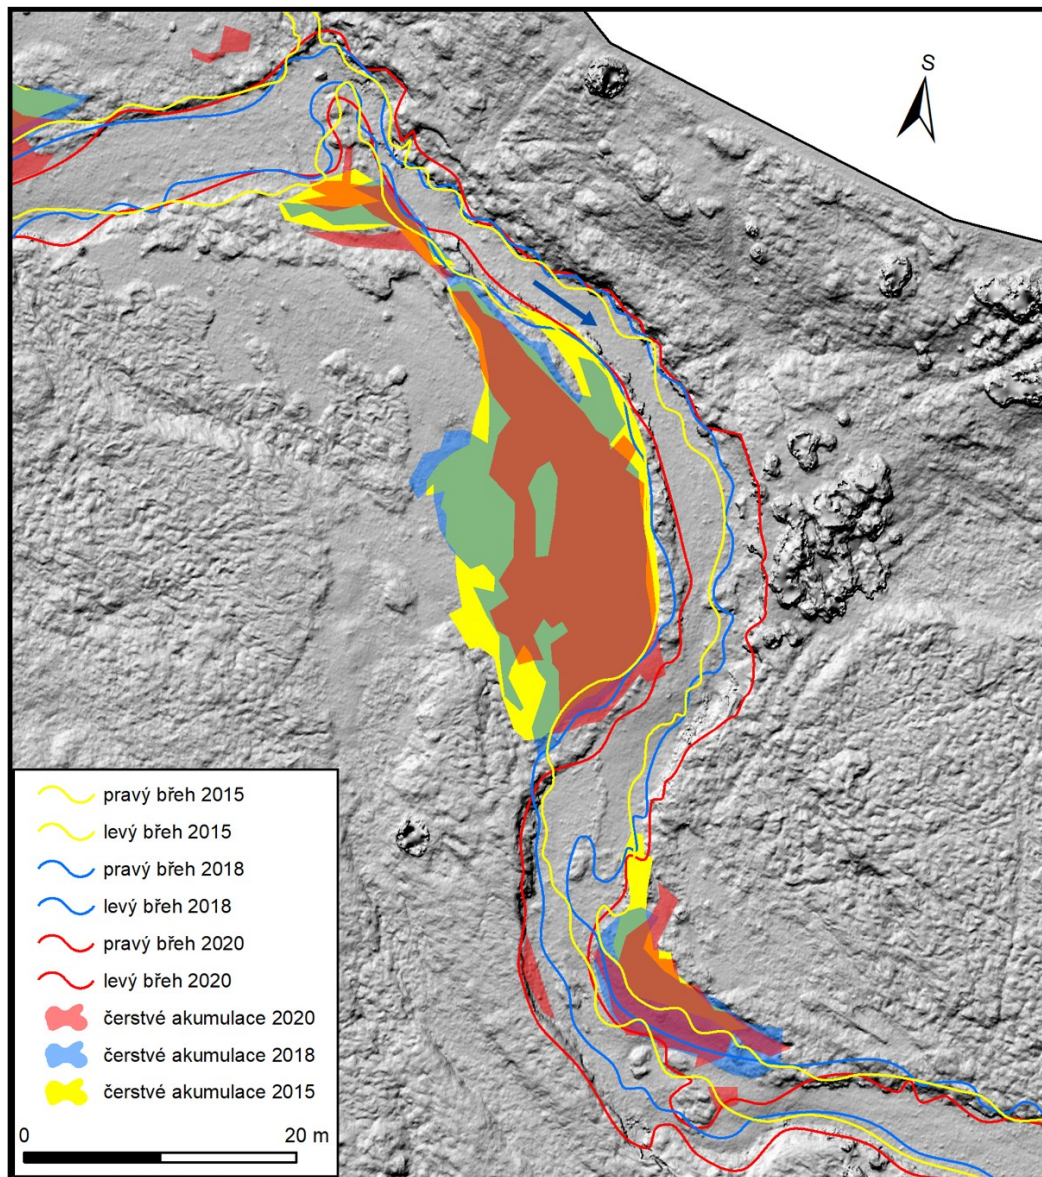 S
pravý břeh 2015
levý břeh 2015
pravý břeh 2018
levý břeh 2018
pravý břeh 2020
levý břeh 2020
čerstvé akumulace 2020
čerstvé akumulace 2018
čerstvé akumulace 2015
0 20 m